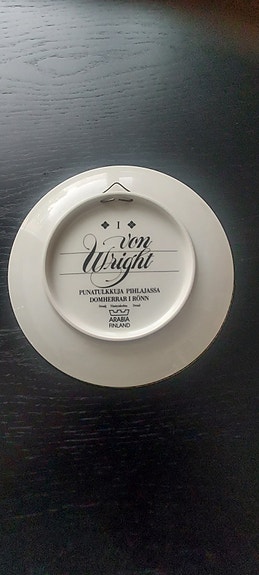 I
von
Wright
PUNATULKKUJA PIHLAJASSA
DOMHERRAR I RÖNN
ARABIA
FINLAND